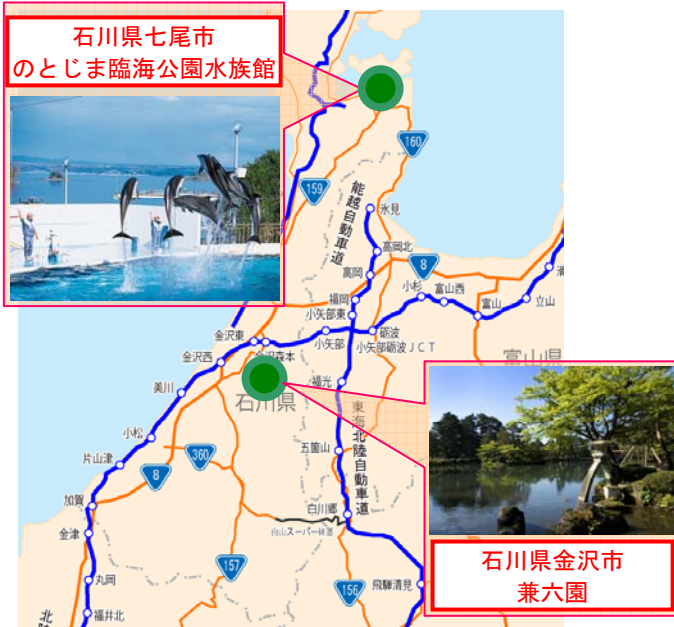 石川県七尾市
のとじま臨海公園水族館
160
159
能越自動車道
氷見
高岡北
8
高岡
小杉
富山西
福岡
小矢部東
富山
立山
金沢東
砺波
小矢部
小矢部砺波JCT
金沢西
金沢森本
富山県
福光
美川
石川県
東海北陸自動車道
小松
360
五箇山
片山津
8
加賀
白川郷
白山スーパー林道
金津
157
156
飛騨清見
丸岡
福井北
北陸
石川県金沢市
兼六園